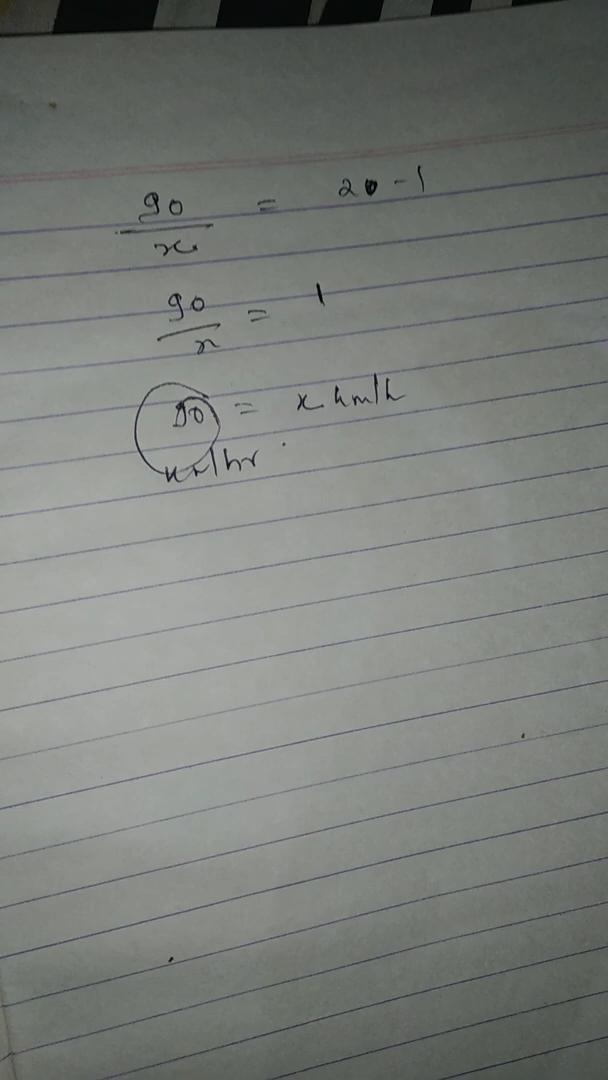 90/x = 20 - 1
90/x = 1
90 = x km/h
km/hr